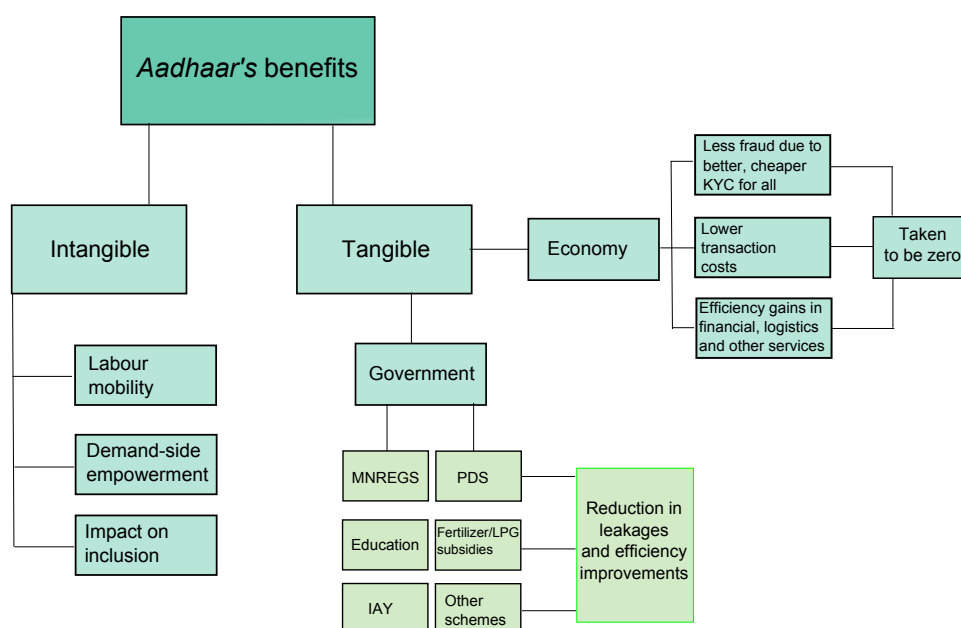 Aadhaar's benefits
Intangible
Labour
mobility
Demand-side
empowerment
Impact on
inclusion
Tangible
Government
MNREGS
PDS
Education
Fertilizer/LPG
subsidies
IAY
Other
schemes
Reduction in
leakages
and efficiency
improvements
Economy
Less fraud due to
better, cheaper
KYC for all
Lower
transaction
costs
Efficiency gains in
financial, logistics
and other services
Taken
to be zero